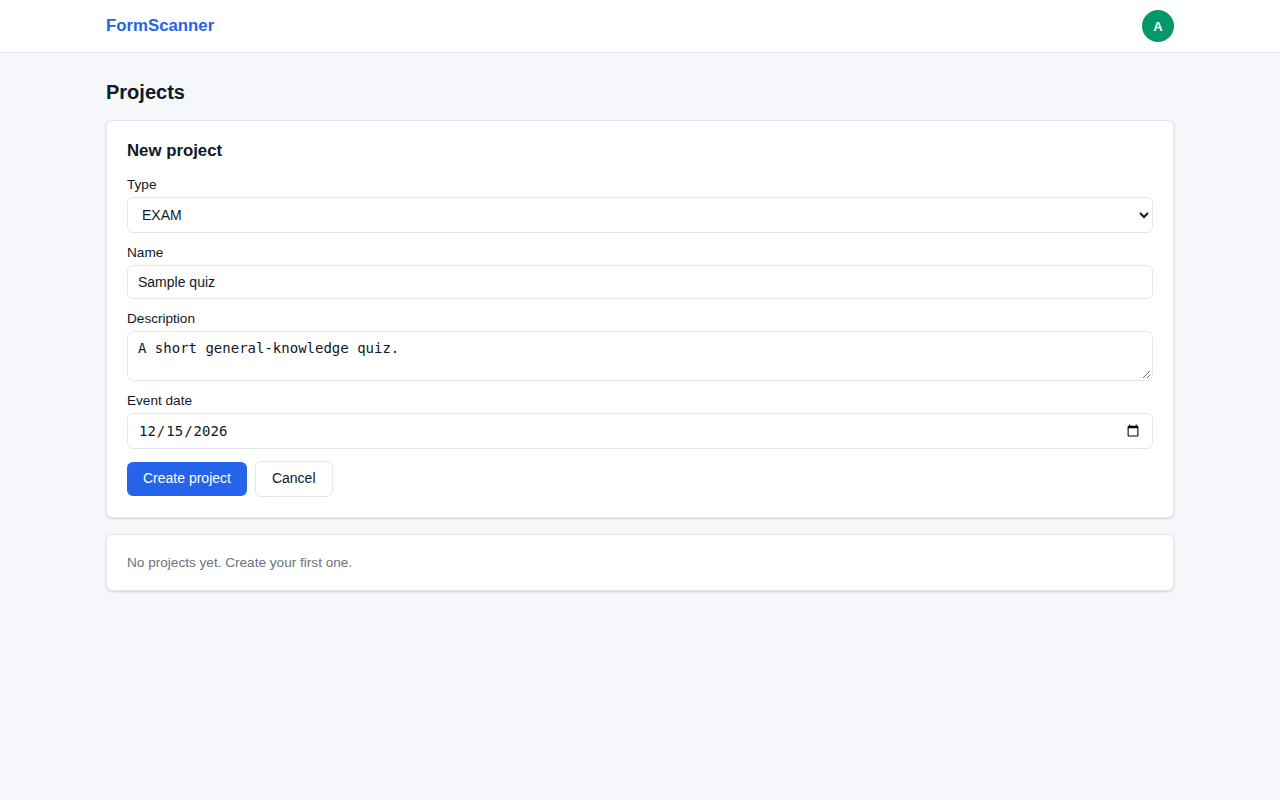 FormScanner
A
Projects
New project
Type
EXAM
Name
Sample quiz
Description
A short general-knowledge quiz.
Event date
12/15/2026
Create project
Cancel
No projects yet. Create your first one.